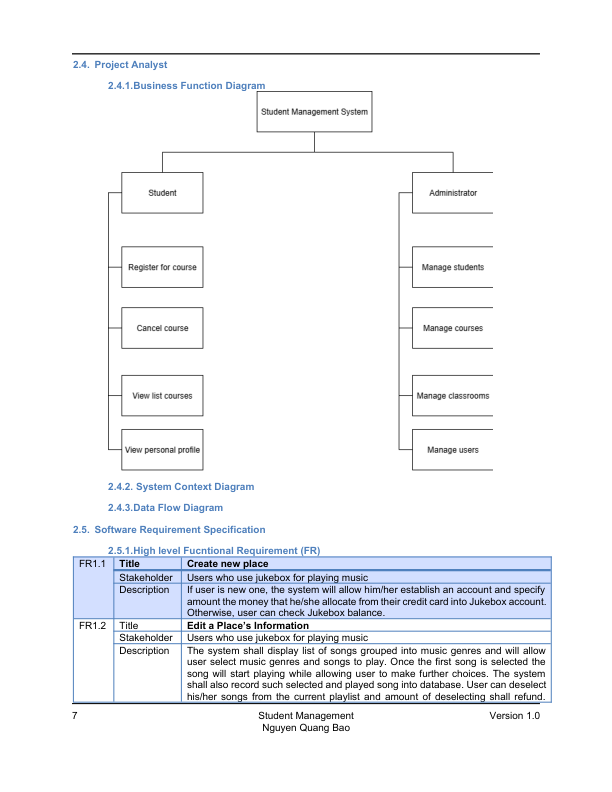 2.4. Project Analyst
2.4.1.Business Function Diagram
Student Management System
Student
Administrator
Register for course
Manage students
Cancel course
Manage courses
View list courses
Manage classrooms
View personal profile
Manage users
2.4.2. System Context Diagram
2.4.3.Data Flow Diagram
2.5. Software Requirement Specification
2.5.1.High level Fucntional Requirement (FR)
FR1.1 Title Create new place
Stakeholder Users who use jukebox for playing music
Description If user is new one, the system will allow him/her establish an account and specify
amount the money that he/she allocate from their credit card into Jukebox account.
Otherwise, user can check Jukebox balance.
FR1.2 Title Edit a Place's Information
Stakeholder Users who use jukebox for playing music
Description The system shall display list of songs grouped into music genres and will allow
user select music genres and songs to play. Once the first song is selected the
song will start playing while allowing user to make further choices. The system
shall also record such selected and played song into database. User can deselect
his/her songs from the current playlist and amount of deselecting shall refund.
7 Student Management Version 1.0
Nguyen Quang Bao